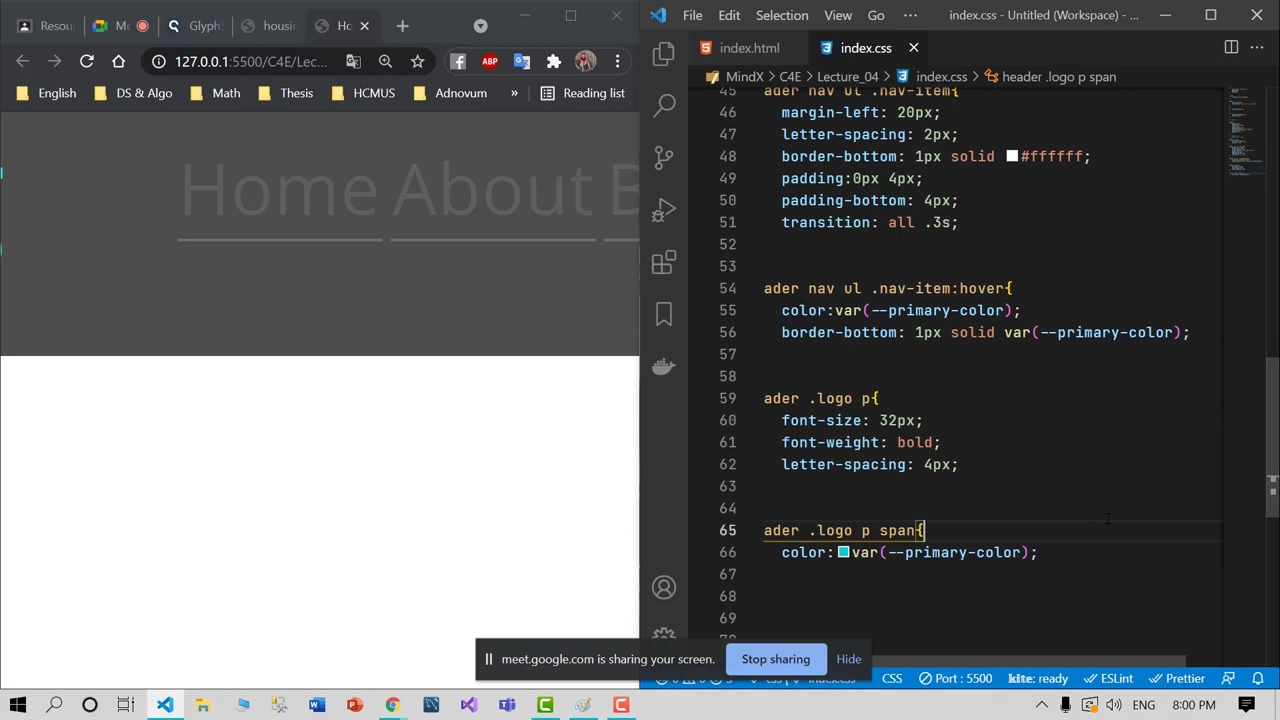 Resou
Me
Glyph
housin
Ho
127.0.0.1:5500/C4E/Lec...
ABP
English
DS & Algo
Math
Thesis
HCMUS
Adnovum
»
Reading list
Home About B
File
Edit
Selection
View
Go
···
index.css - Untitled (Workspace) - ...
index.html
index.css
MindX > C4E > Lecture_04 > index.css > header .logo p span
45 ader nav ul .nav-item{
46 margin-left: 20px;
47 letter-spacing: 2px;
48 border-bottom: 1px solid #ffffff;
49 padding:0px 4px;
50 padding-bottom: 4px;
51 transition: all .3s;
52
53
54 ader nav ul .nav-item:hover{
55 color:var(--primary-color);
56 border-bottom: 1px solid var(--primary-color);
57
58
59 ader .logo p{
60 font-size: 32px;
61 font-weight: bold;
62 letter-spacing: 4px;
63
64
65 ader .logo p span{
66 color:var(--primary-color);
67
68
69
meet.google.com is sharing your screen.
Stop sharing
Hide
CSS
Port : 5500
kite: ready
ESLint
Prettier
ENG
8:00 PM